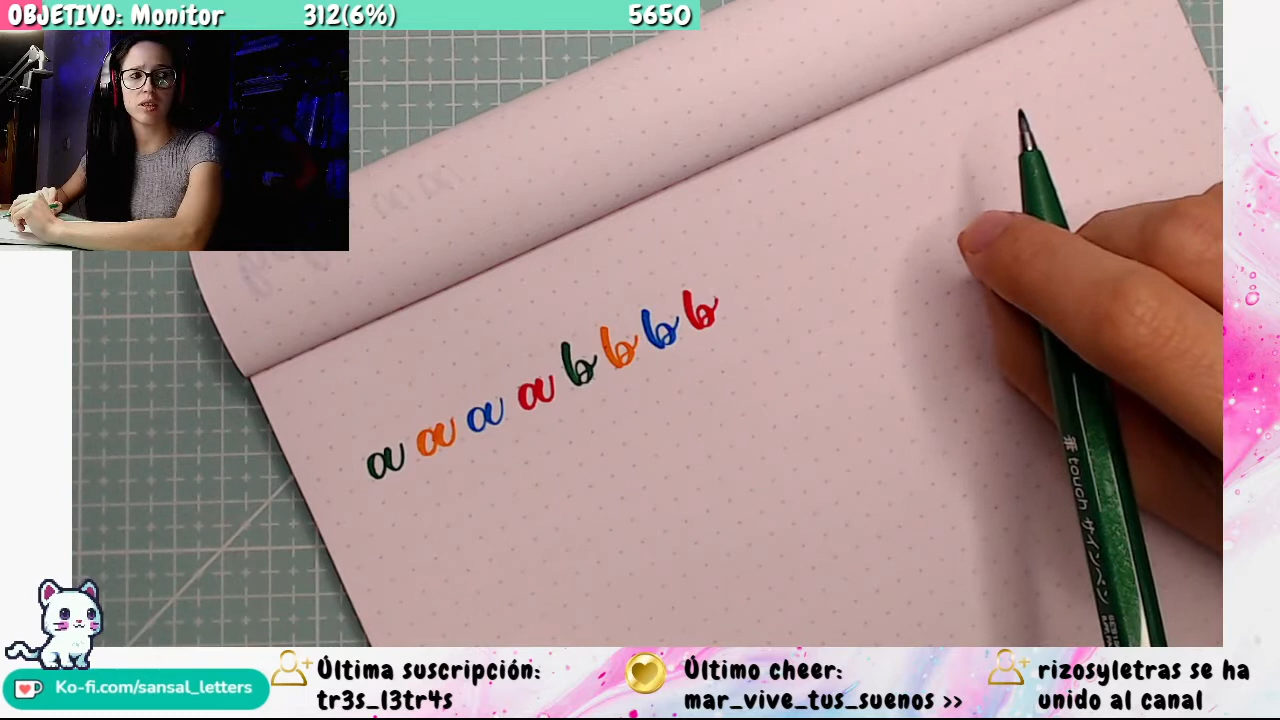 OBJETIVO: Monitor 312(6%) 5650
a a a a b b b b
touch サインペン
Ko-fi.com/sansal_letters
Última suscripción:
tr3s_l3tr4s
Último cheer:
mar_vive_tus_suenos >>
rizosyletras se ha
unido al canal